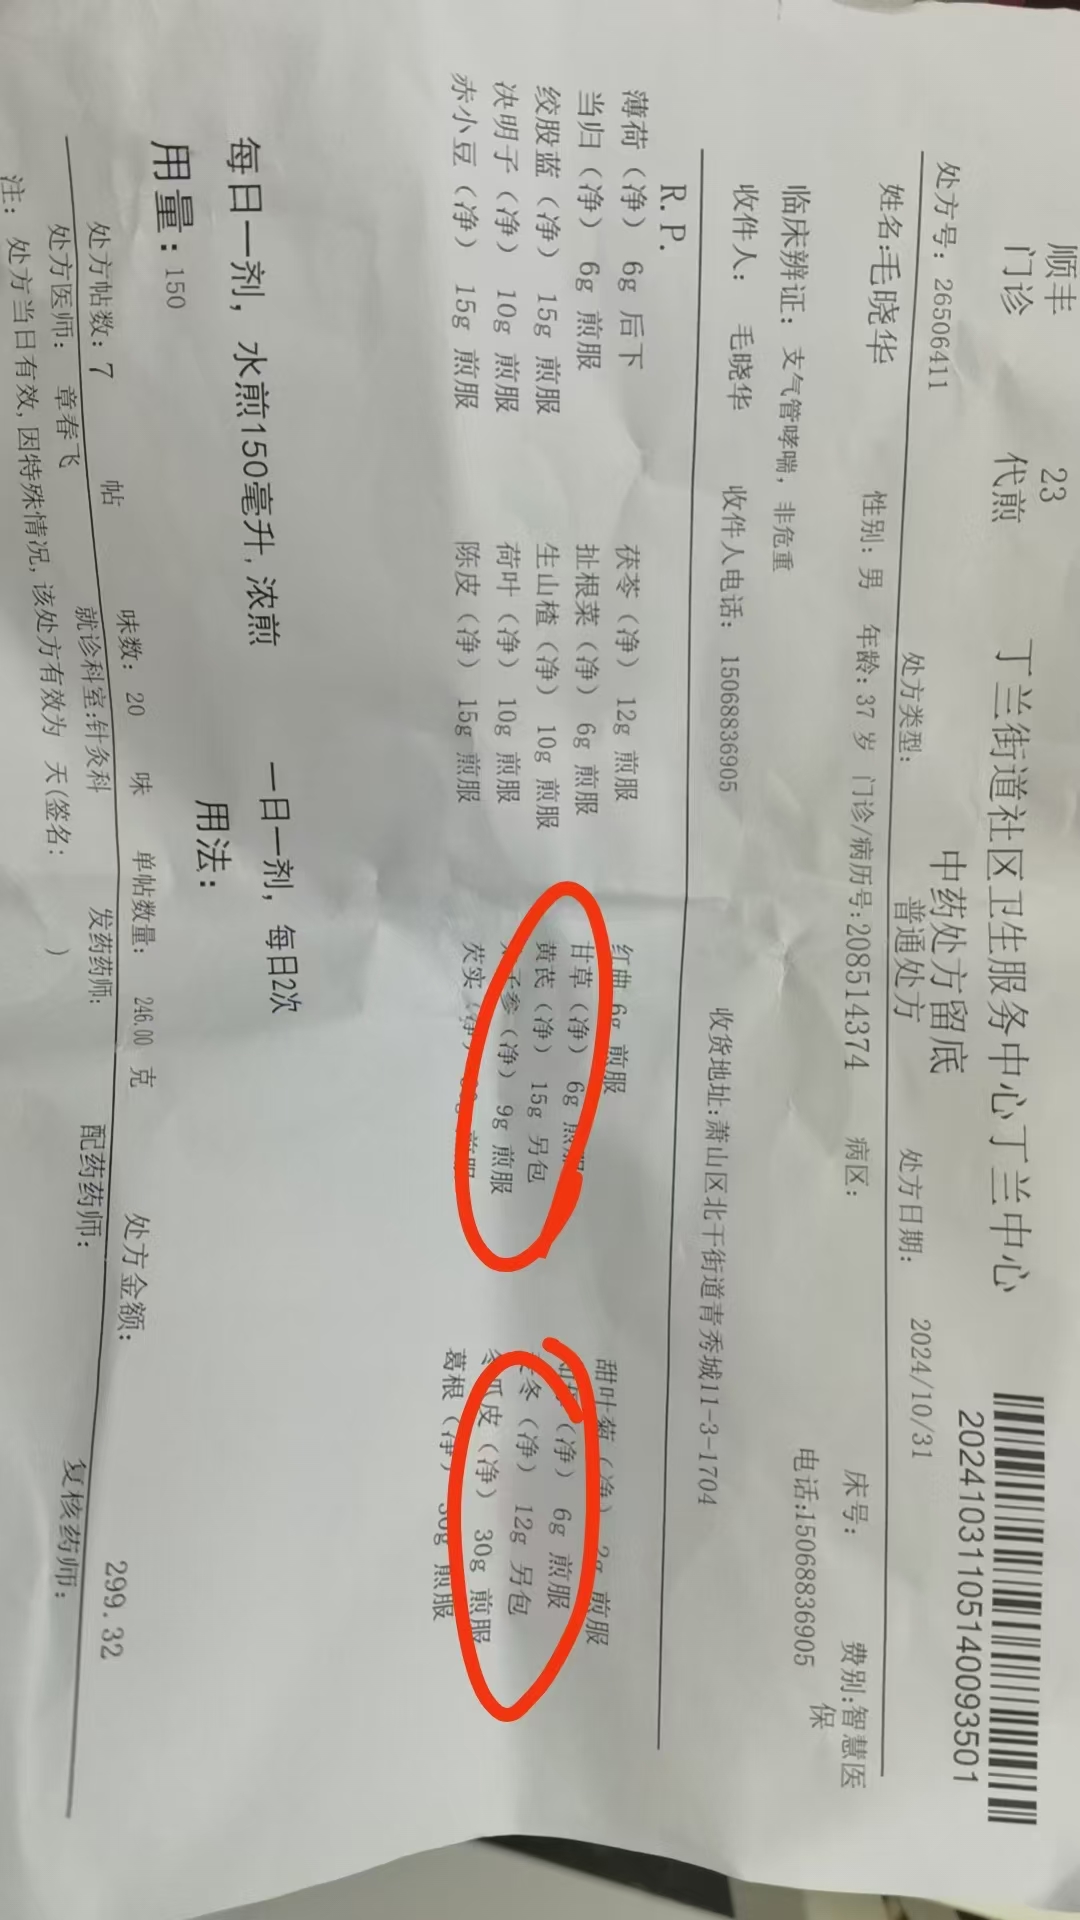 顺丰 23
门诊 代煎 丁兰街道社区卫生服务中心丁兰中心
20241031105140093501
中药处方留底
处方号: 26506411 处方类型: 普通处方 处方日期: 2024/10/31
姓名:毛晓华 性别: 男 年龄: 37 岁 门诊/病历号:208514374 病区: 床号: 费别:智慧医保
电话:15068836905
临床辨证: 支气管哮喘, 非危重
收件人: 毛晓华 收件人电话: 15068836905 收货地址:萧山区北干街道青秀城11-3-1704
R.P.
薄荷(净) 6g 后下 茯苓(净) 12g 煎服 红曲 6g 煎服 甜叶菊(净) 2g 煎服
当归(净) 6g 煎服 扯根菜(净) 6g 煎服 甘草(净) 6g 煎服 (净) 6g 煎服
绞股蓝(净) 15g 煎服 生山楂(净) 10g 煎服 黄芪(净) 15g 另包 麦冬(净) 12g 另包
决明子(净) 10g 煎服 荷叶(净) 10g 煎服 太子参(净) 9g 煎服 冬瓜皮(净) 30g 煎服
赤小豆(净) 15g 煎服 陈皮(净) 15g 煎服 芡实(净) 煎服 葛根(净) 30g 煎服
每日一剂, 水煎150毫升, 浓煎 一日一剂, 每日2次
用量: 150 用法:
处方帖数: 7 帖 味数: 20 味 单帖数量: 246.00 克 处方金额: 299.32
处方医师: 章春飞 就诊科室:针灸科 发药药师: 配药药师: 复核药师:
注: 处方当日有效, 因特殊情况, 该处方有效为 天(签名: )